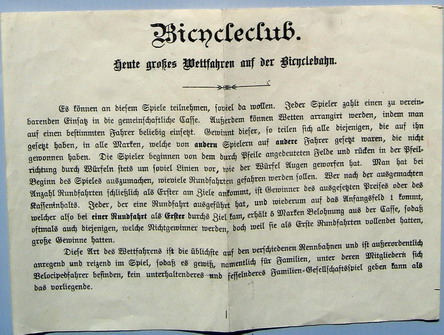 Bicycleclub.
Heute großes Wettfahren auf der Bicyclebahn.
Es können an diesem Spiele teilnehmen, soviel da wollen. Jeder Spieler zahlt einen zu verein-
barenden Einsatz in die gemeinschaftliche Casse. Außerdem können Wetten arrangirt werden, indem man
auf einen bestimmten Fahrer beliebig einsetzt. Gewinnt dieser, so teilen sich alle diejenigen, die auf ihn
gesetzt haben, in alle Marken, welche von andern Spielern auf andere Fahrer gesetzt waren, die nicht
gewonnen haben. Die Spieler beginnen von dem durch Pfeile angedeuteten Felde und rücken in der Pfeil-
richtung durch Würfeln stets um soviel Linien vor, wie der Würfel Augen geworfen hat. Man hat bei
Beginn des Spieles auszumachen, wieviele Rundfahrten gefahren werden sollen. Wer nach der ausgemachten
Anzahl Rundfahrten schließlich als Erster am Ziele ankommt, ist Gewinner des ausgesetzten Preises oder des
Kasseninhalts. Jeder, der eine Rundfahrt ausgeführt hat, und wiederum auf das Anfangsfeld 1 kommt,
welcher also bei einer Rundfahrt als Erster durchs Ziel kam, erhält 5 Marken Belohnung aus der Casse, sodaß
oftmals auch diejenigen, welche Nichtgewinner werden, doch weil sie als Erste Rundfahrten vollendet hatten,
große Gewinne hatten.
Diese Art des Wettfahrens ist die üblichste auf den verschiedenen Rennbahnen und ist außerordentlich
anregend und reizend im Spiel, sodaß es gewiß, namentlich für Familien, unter deren Mitgliedern sich
Velocipedfahrer befinden, kein unterhaltenderes und fesselnderes Familien-Gesellschaftsspiel geben kann als
das vorliegende.